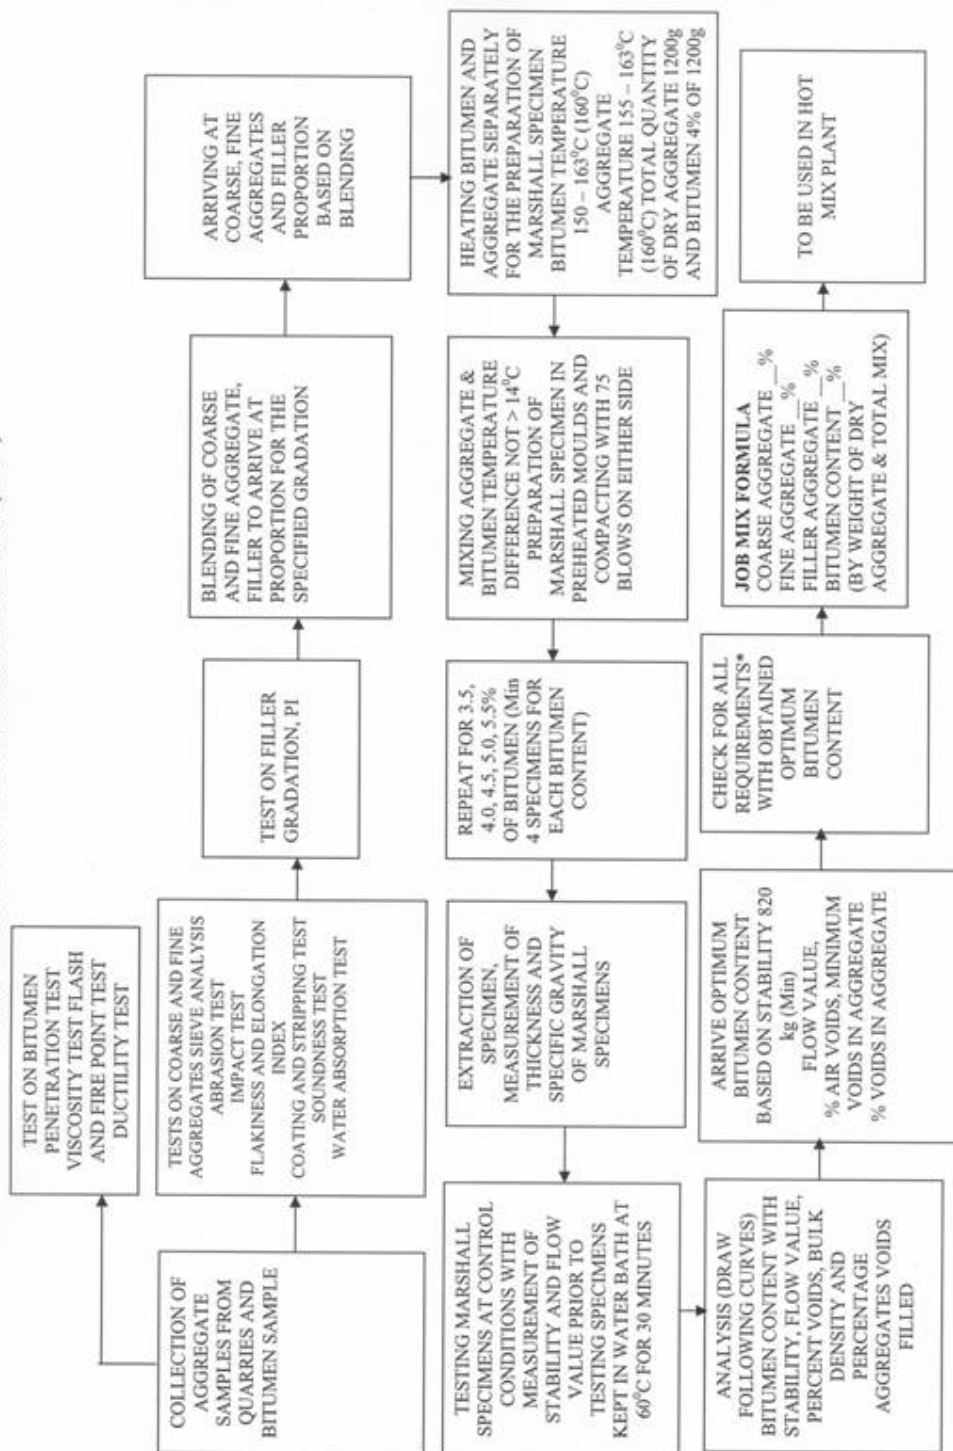 TEST ON BITUMEN
PENETRATION TEST
VISCOSITY TEST FLASH
AND FIRE POINT TEST
DUCTILITY TEST
COLLECTION OF
AGGREGATE
SAMPLES FROM
QUARRIES AND
BITUMEN SAMPLE
TESTS ON COARSE AND FINE
AGGREGATES SIEVE ANALYSIS
ABRASION TEST
IMPACT TEST
FLAKINESS AND ELONGATION
INDEX
COATING AND STRIPPING TEST
SOUNDNESS TEST
WATER ABSORPTION TEST
TEST ON FILLER
GRADATION, PI
BLENDING OF COARSE
AND FINE AGGREGATE,
FILLER TO ARRIVE AT
PROPORTION FOR THE
SPECIFIED GRADATION
ARRIVING AT
COARSE, FINE
AGGREGATES
AND FILLER
PROPORTION
BASED ON
BLENDING
HEATING BITUMEN AND
AGGREGATE SEPARATELY
FOR THE PREPARATION OF
MARSHALL SPECIMEN
BITUMEN TEMPERATURE
150 – 163⁰C (160⁰C)
AGGREGATE
TEMPERATURE 155 – 163⁰C
(160⁰C) TOTAL QUANTITY
OF DRY AGGREGATE 1200g
AND BITUMEN 4% OF 1200g
MIXING AGGREGATE &
BITUMEN TEMPERATURE
DIFFERENCE NOT > 14⁰C
PREPARATION OF
MARSHALL SPECIMEN IN
PREHEATED MOULDS AND
COMPACTING WITH 75
BLOWS ON EITHER SIDE
REPEAT FOR 3.5,
4.0, 4.5, 5.0, 5.5%
OF BITUMEN (Min
4 SPECIMENS FOR
EACH BITUMEN
CONTENT)
EXTRACTION OF
SPECIMEN,
MEASUREMENT OF
THICKNESS AND
SPECIFIC GRAVITY
OF MARSHALL
SPECIMENS
TESTING MARSHALL
SPECIMENS AT CONTROL
CONDITIONS WITH
MEASUREMENT OF
STABILITY AND FLOW
VALUE PRIOR TO
TESTING SPECIMENS
KEPT IN WATER BATH AT
60⁰C FOR 30 MINUTES
ANALYSIS (DRAW
FOLLOWING CURVES)
BITUMEN CONTENT WITH
STABILITY, FLOW VALUE,
PERCENT VOIDS, BULK
DENSITY AND
PERCENTAGE
AGGREGATES VOIDS
FILLED
ARRIVE OPTIMUM
BITUMEN CONTENT
BASED ON STABILITY 820
kg (Min)
FLOW VALUE,
% AIR VOIDS, MINIMUM
VOIDS IN AGGREGATE
% VOIDS IN AGGREGATE
CHECK FOR ALL
REQUIREMENTS*
WITH OBTAINED
OPTIMUM
BITUMEN
CONTENT
JOB MIX FORMULA
COARSE AGGREGATE __%
FINE AGGREGATE __%
FILLER AGGREGATE __%
BITUMEN CONTENT __%
(BY WEIGHT OF DRY
AGGREGATE & TOTAL MIX)
TO BE USED IN HOT
MIX PLANT